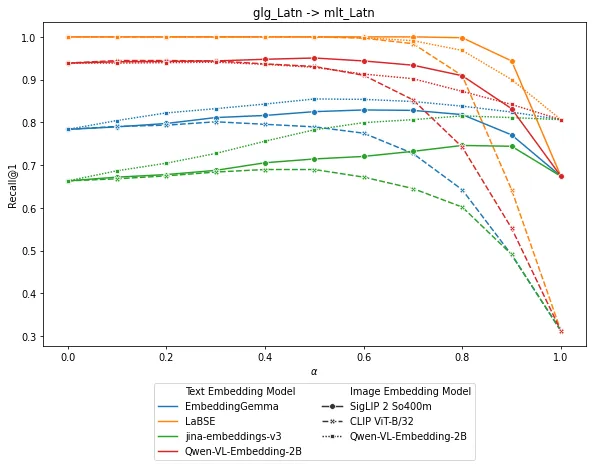 glg_Latn -> mlt_Latn
Recall@1
1.0
0.9
0.8
0.7
0.6
0.5
0.4
0.3
0.0 0.2 0.4 0.6 0.8 1.0
α
Text Embedding Model
EmbeddingGemma
LaBSE
jina-embeddings-v3
Qwen-VL-Embedding-2B
Image Embedding Model
SigLIP 2 So400m
CLIP ViT-B/32
Qwen-VL-Embedding-2B